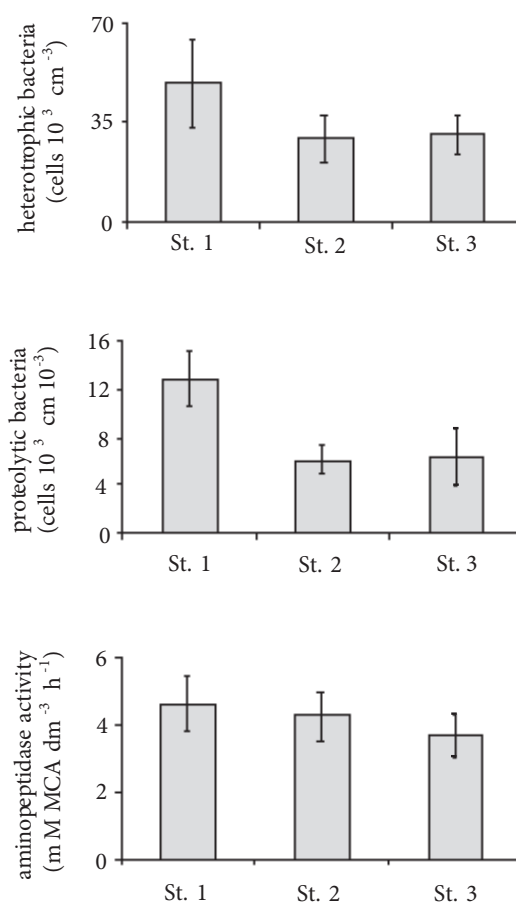 heterotrophic bacteria
(cells 10 ³ cm ⁻³)
70
35
0
St. 1
St. 2
St. 3
proteolytic bacteria
(cells 10 ³ cm 10⁻³)
16
12
8
4
0
St. 1
St. 2
St. 3
aminopeptidase activity
(m M MCA dm ⁻³ h⁻¹)
6
4
2
0
St. 1
St. 2
St. 3